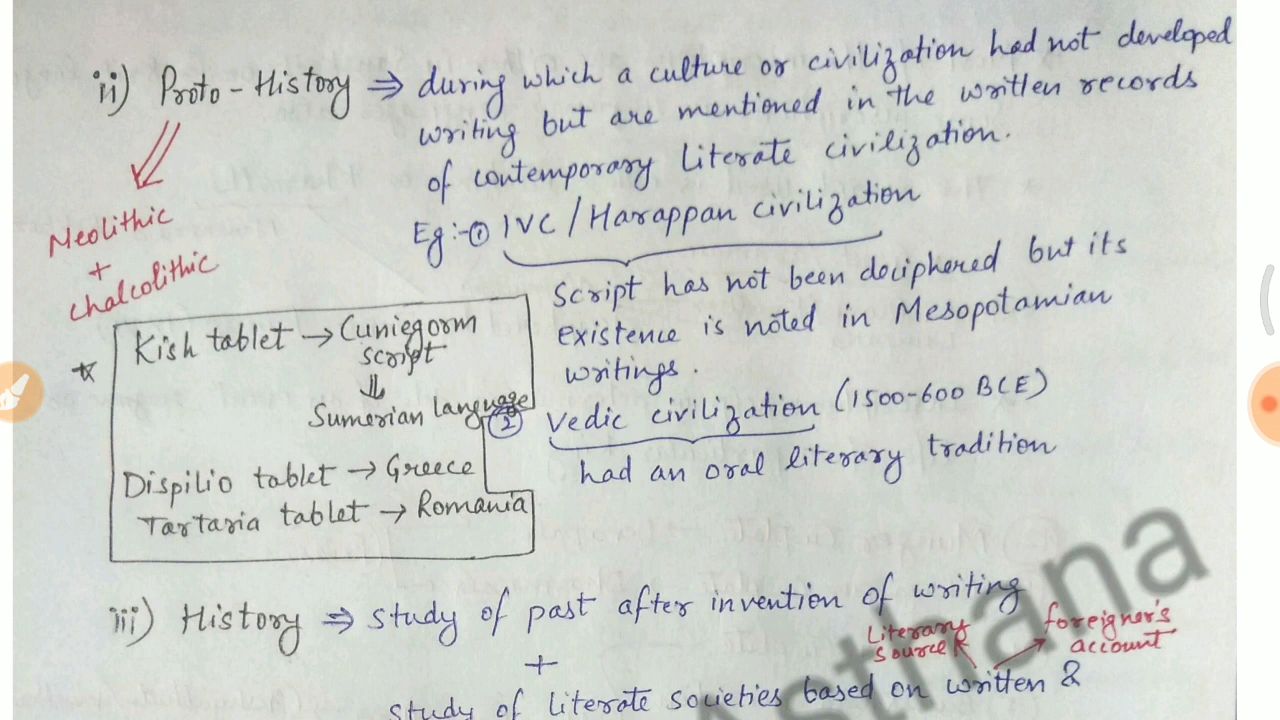 ii) Proto-History ⇒ during which a culture or civilization had not developed
writing but are mentioned in the written records
of contemporary literate civilization.
Neolithic
+
chalcolithic
Eg:-① IVC / Harappan civilization
Script has not been deciphered but its
existence is noted in Mesopotamian
writings.
② Vedic civilization (1500-600 BCE)
had an oral literary tradition
Kish tablet → Cuniegorm
script
⇓
Sumerian language
Dispilio tablet → Greece
Tartaria tablet → Romania
iii) History ⇒ study of past after invention of writing
+
Literary
source
foreigner's
account
study of literate societies based on written &